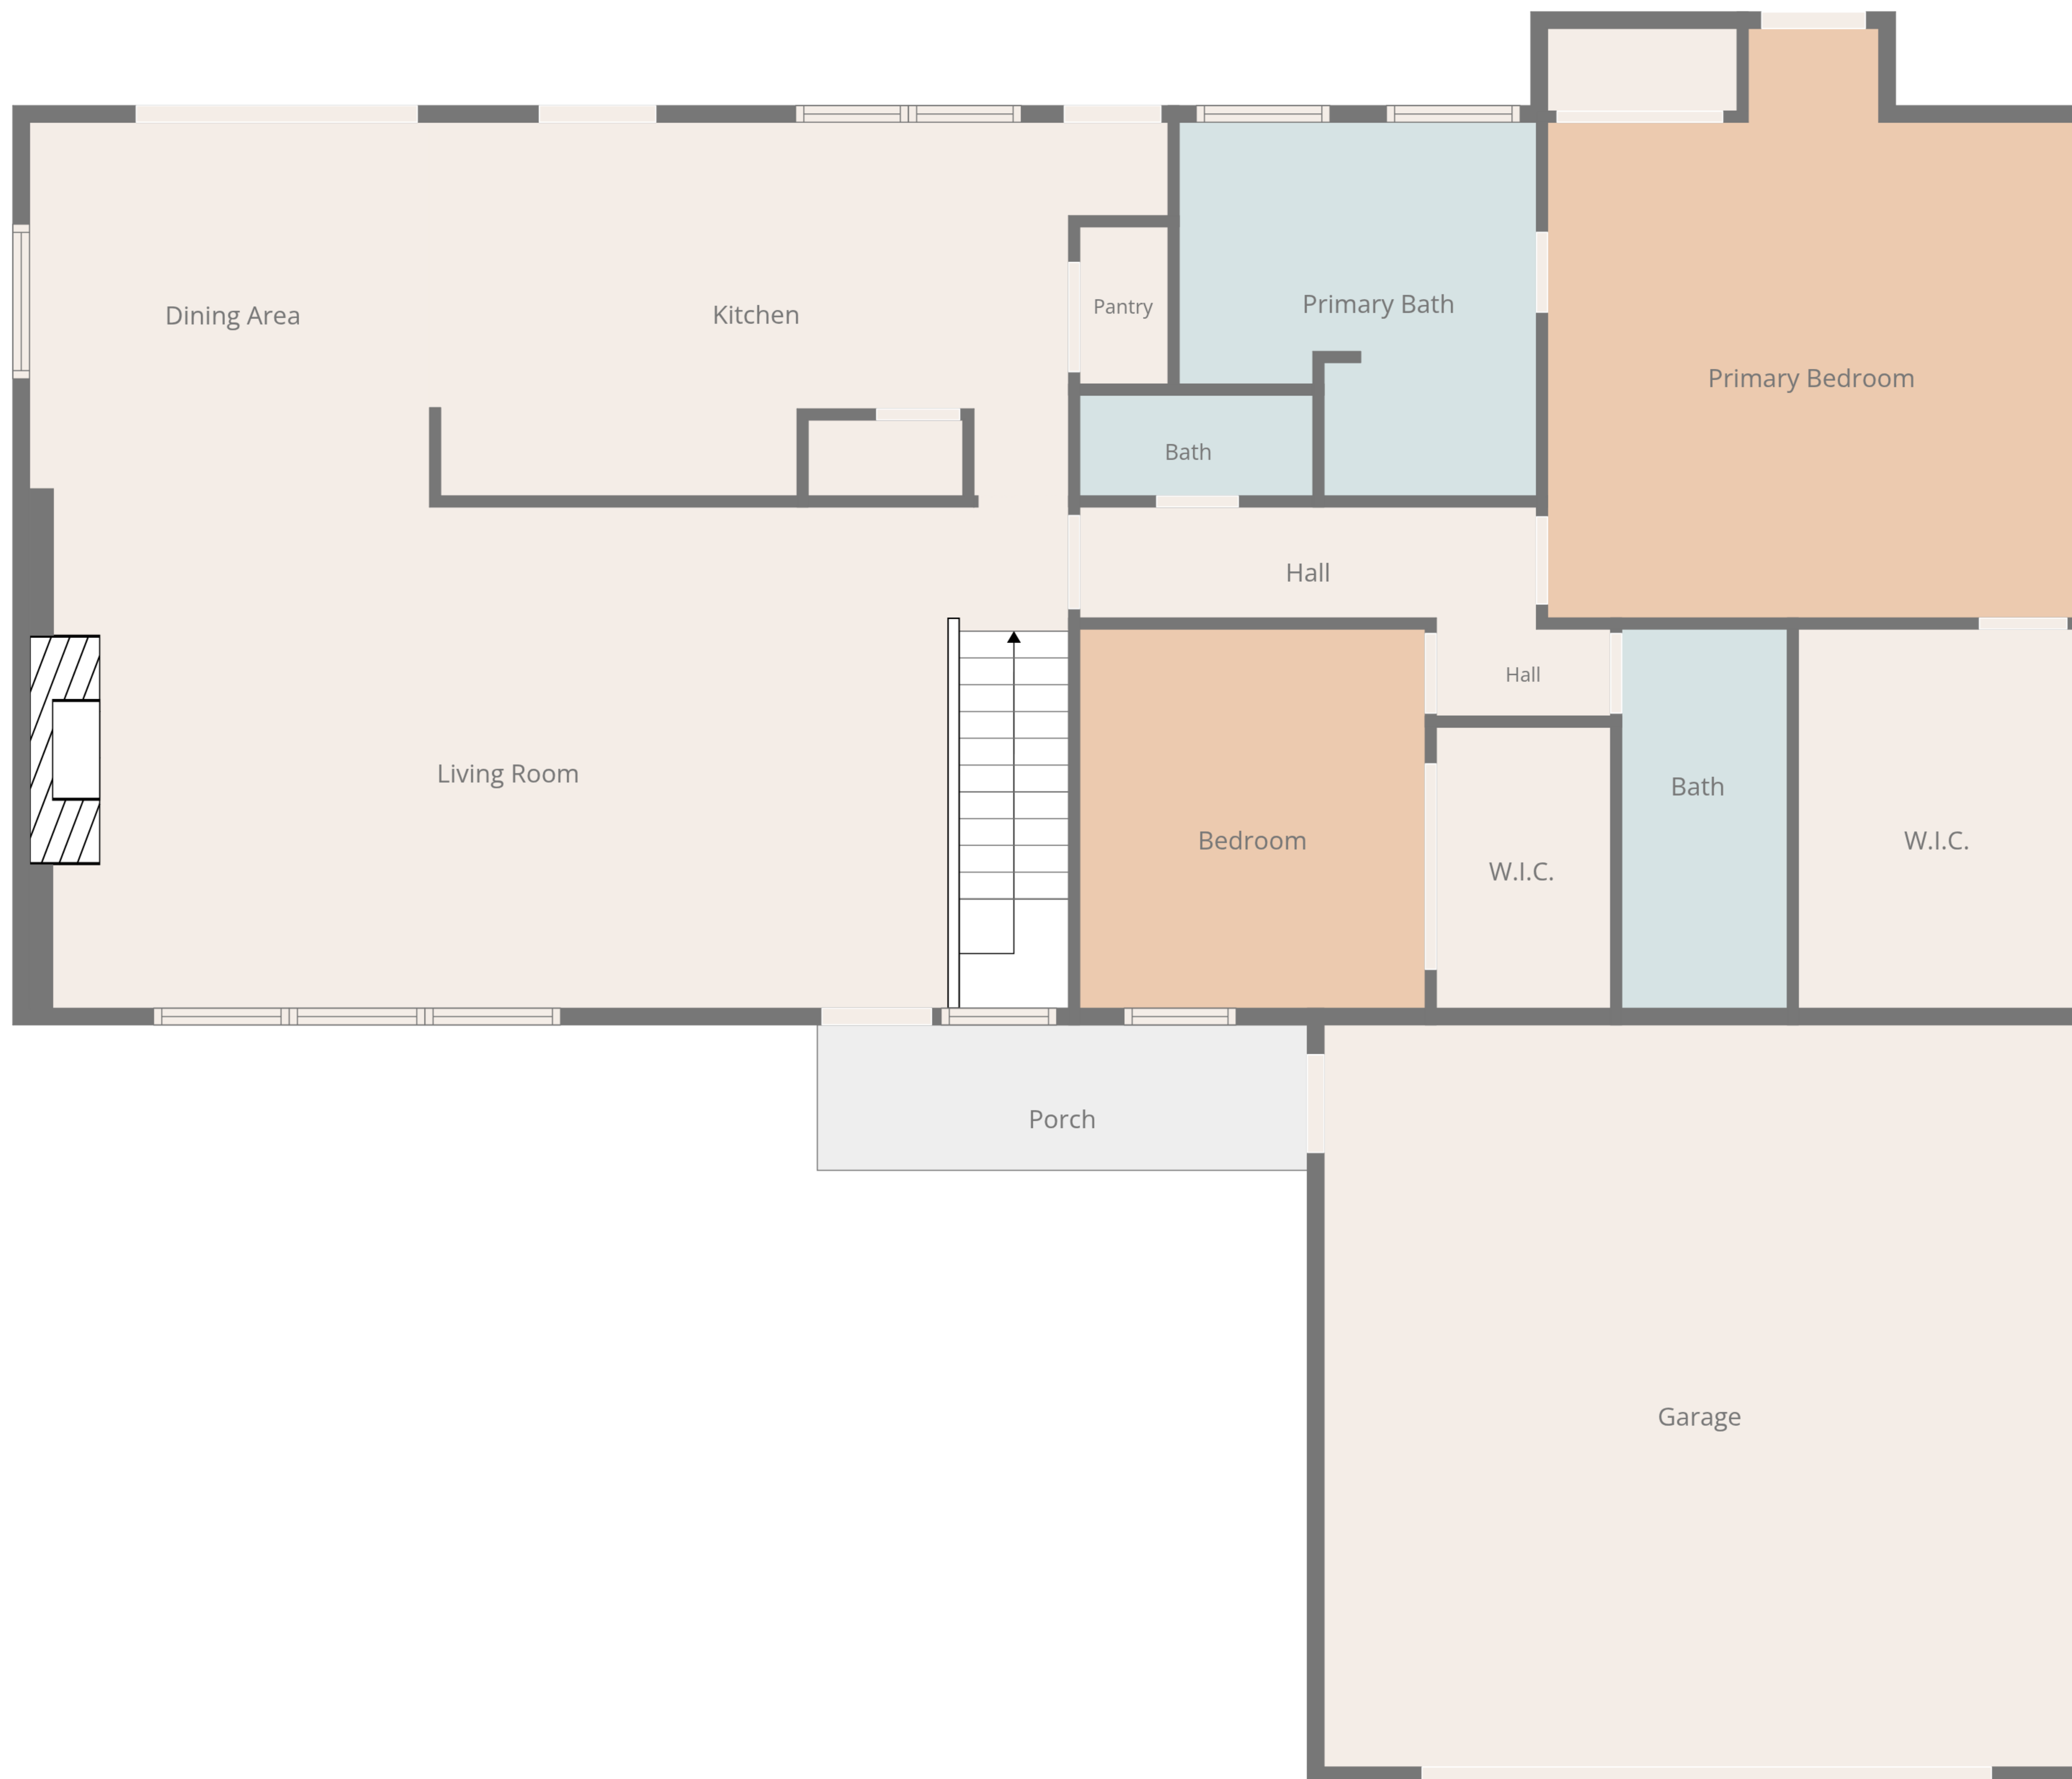 Dining Area
Kitchen
Pantry
Primary Bath
Primary Bedroom
Bath
Hall
Hall
Living Room
Bedroom
W.I.C.
Bath
W.I.C.
Porch
Garage